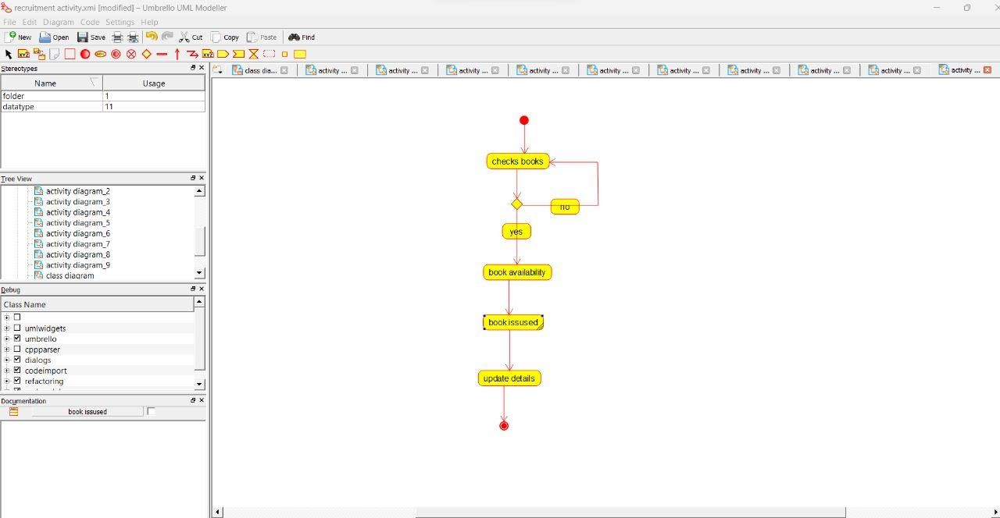 recruitment activity.xmi [modified] – Umbrello UML Modeller
File Edit Diagram Code Settings Help
New Open Save Cut Copy Paste Find
Stereotypes
Name Usage
folder 1
datatype 11
class dia... activity ... activity ... activity ... activity ... activity ... activity ... activity ... activity ... activity ... activity ...
Tree View
activity diagram_2
activity diagram_3
activity diagram_4
activity diagram_5
activity diagram_6
activity diagram_7
activity diagram_8
activity diagram_9
class diagram
Debug
Class Name
umlwidgets
umbrello
cppparser
dialogs
codeimport
refactoring
Documentation
book issused
checks books
no
yes
book availability
book issused
update details